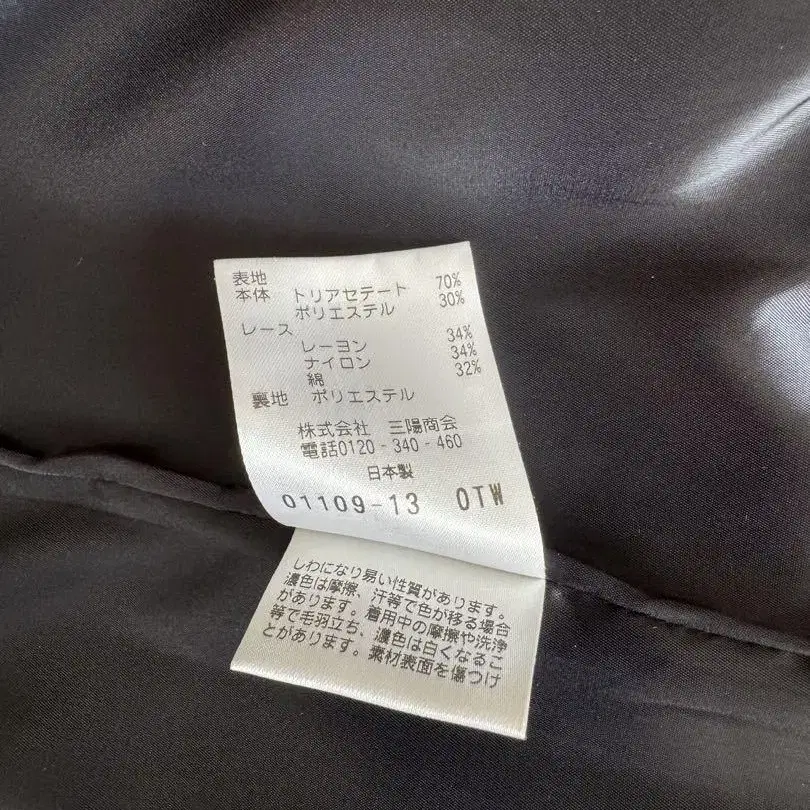 表地
本体 トリアセテート 70%
ポリエステル 30%
レース
レーヨン 34%
ナイロン 34%
綿 32%
裏地 ポリエステル
株式会社 三陽商会
電話0120-340-460
日本製
01109-13 OTW
しわになり易い性質があります。
濃色は摩擦、汗等で色が移る場合
があります。着用中の摩擦や洗浄
等で毛羽立ち、濃色は白くなるこ
とがあります。素材表面を傷つけ